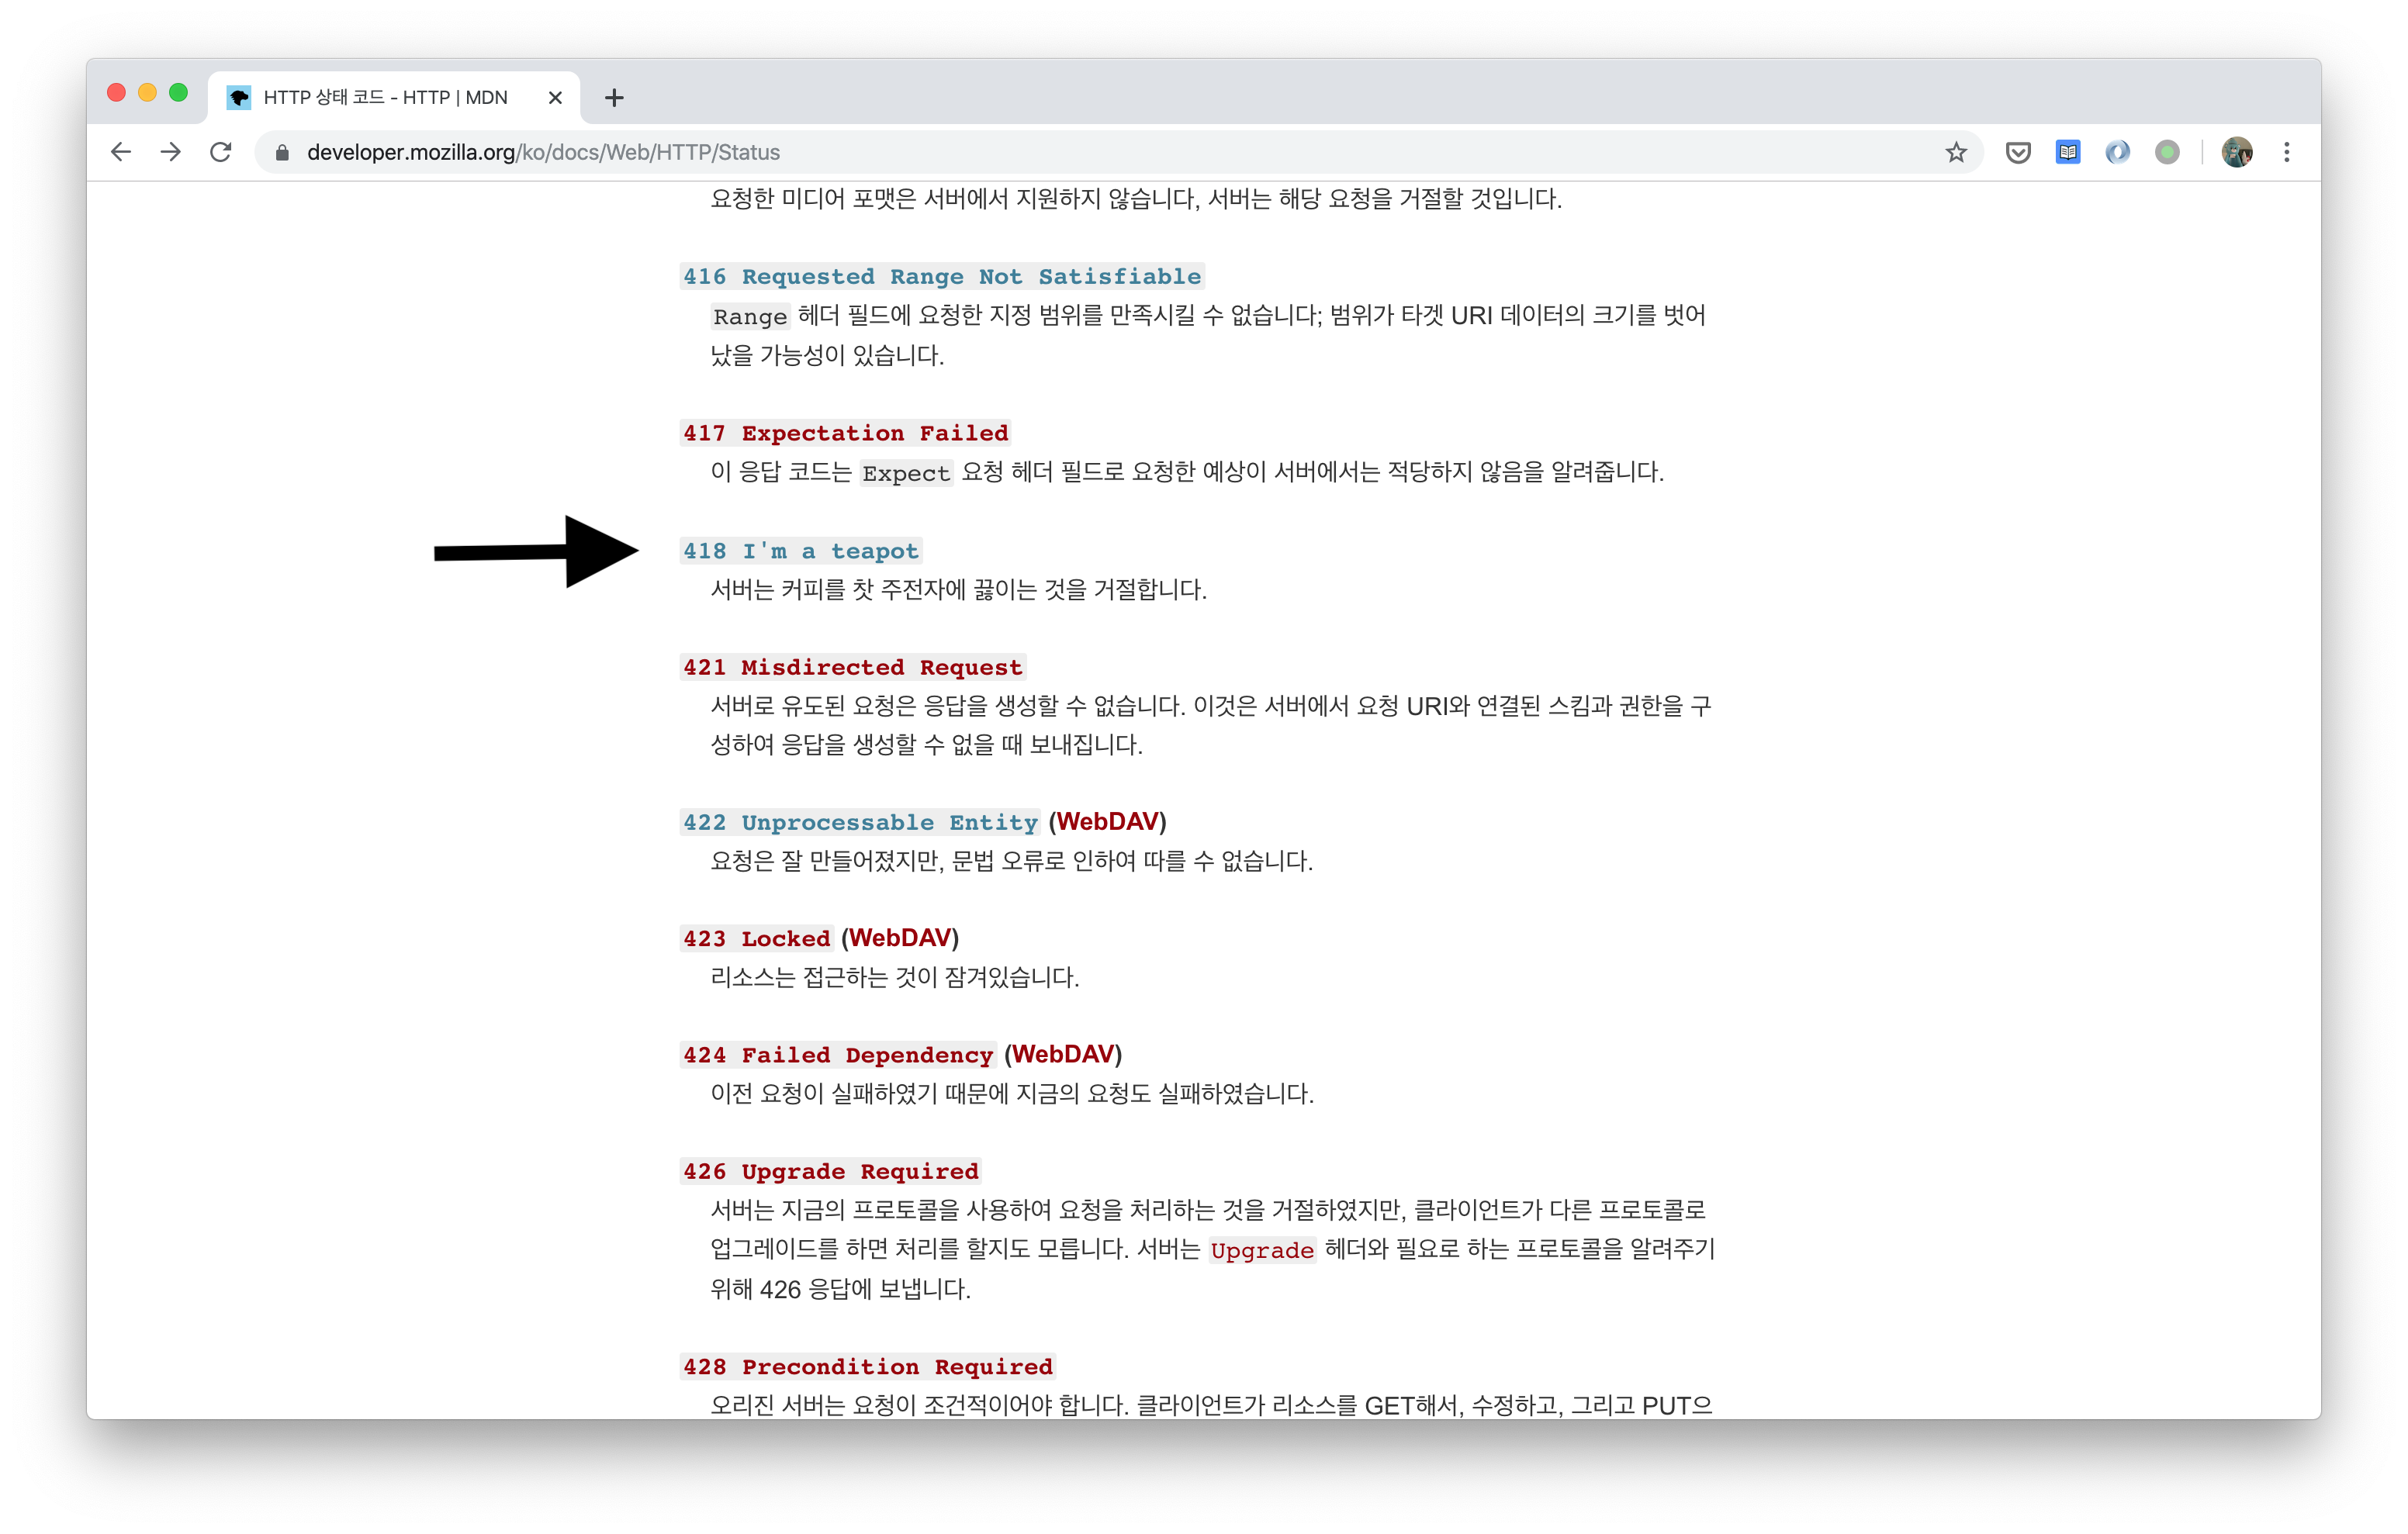 HTTP 상태 코드 - HTTP | MDN
developer.mozilla.org/ko/docs/Web/HTTP/Status
요청한 미디어 포맷은 서버에서 지원하지 않습니다, 서버는 해당 요청을 거절할 것입니다.
416 Requested Range Not Satisfiable
Range 헤더 필드에 요청한 지정 범위를 만족시킬 수 없습니다; 범위가 타겟 URI 데이터의 크기를 벗어
났을 가능성이 있습니다.
417 Expectation Failed
이 응답 코드는 Expect 요청 헤더 필드로 요청한 예상이 서버에서는 적당하지 않음을 알려줍니다.
418 I'm a teapot
서버는 커피를 찻 주전자에 끓이는 것을 거절합니다.
421 Misdirected Request
서버로 유도된 요청은 응답을 생성할 수 없습니다. 이것은 서버에서 요청 URI와 연결된 스킴과 권한을 구
성하여 응답을 생성할 수 없을 때 보내집니다.
422 Unprocessable Entity (WebDAV)
요청은 잘 만들어졌지만, 문법 오류로 인하여 따를 수 없습니다.
423 Locked (WebDAV)
리소스는 접근하는 것이 잠겨있습니다.
424 Failed Dependency (WebDAV)
이전 요청이 실패하였기 때문에 지금의 요청도 실패하였습니다.
426 Upgrade Required
서버는 지금의 프로토콜을 사용하여 요청을 처리하는 것을 거절하였지만, 클라이언트가 다른 프로토콜로
업그레이드를 하면 처리를 할지도 모릅니다. 서버는 Upgrade 헤더와 필요로 하는 프로토콜을 알려주기
위해 426 응답에 보냅니다.
428 Precondition Required
오리진 서버는 요청이 조건적이어야 합니다. 클라이언트가 리소스를 GET해서, 수정하고, 그리고 PUT으